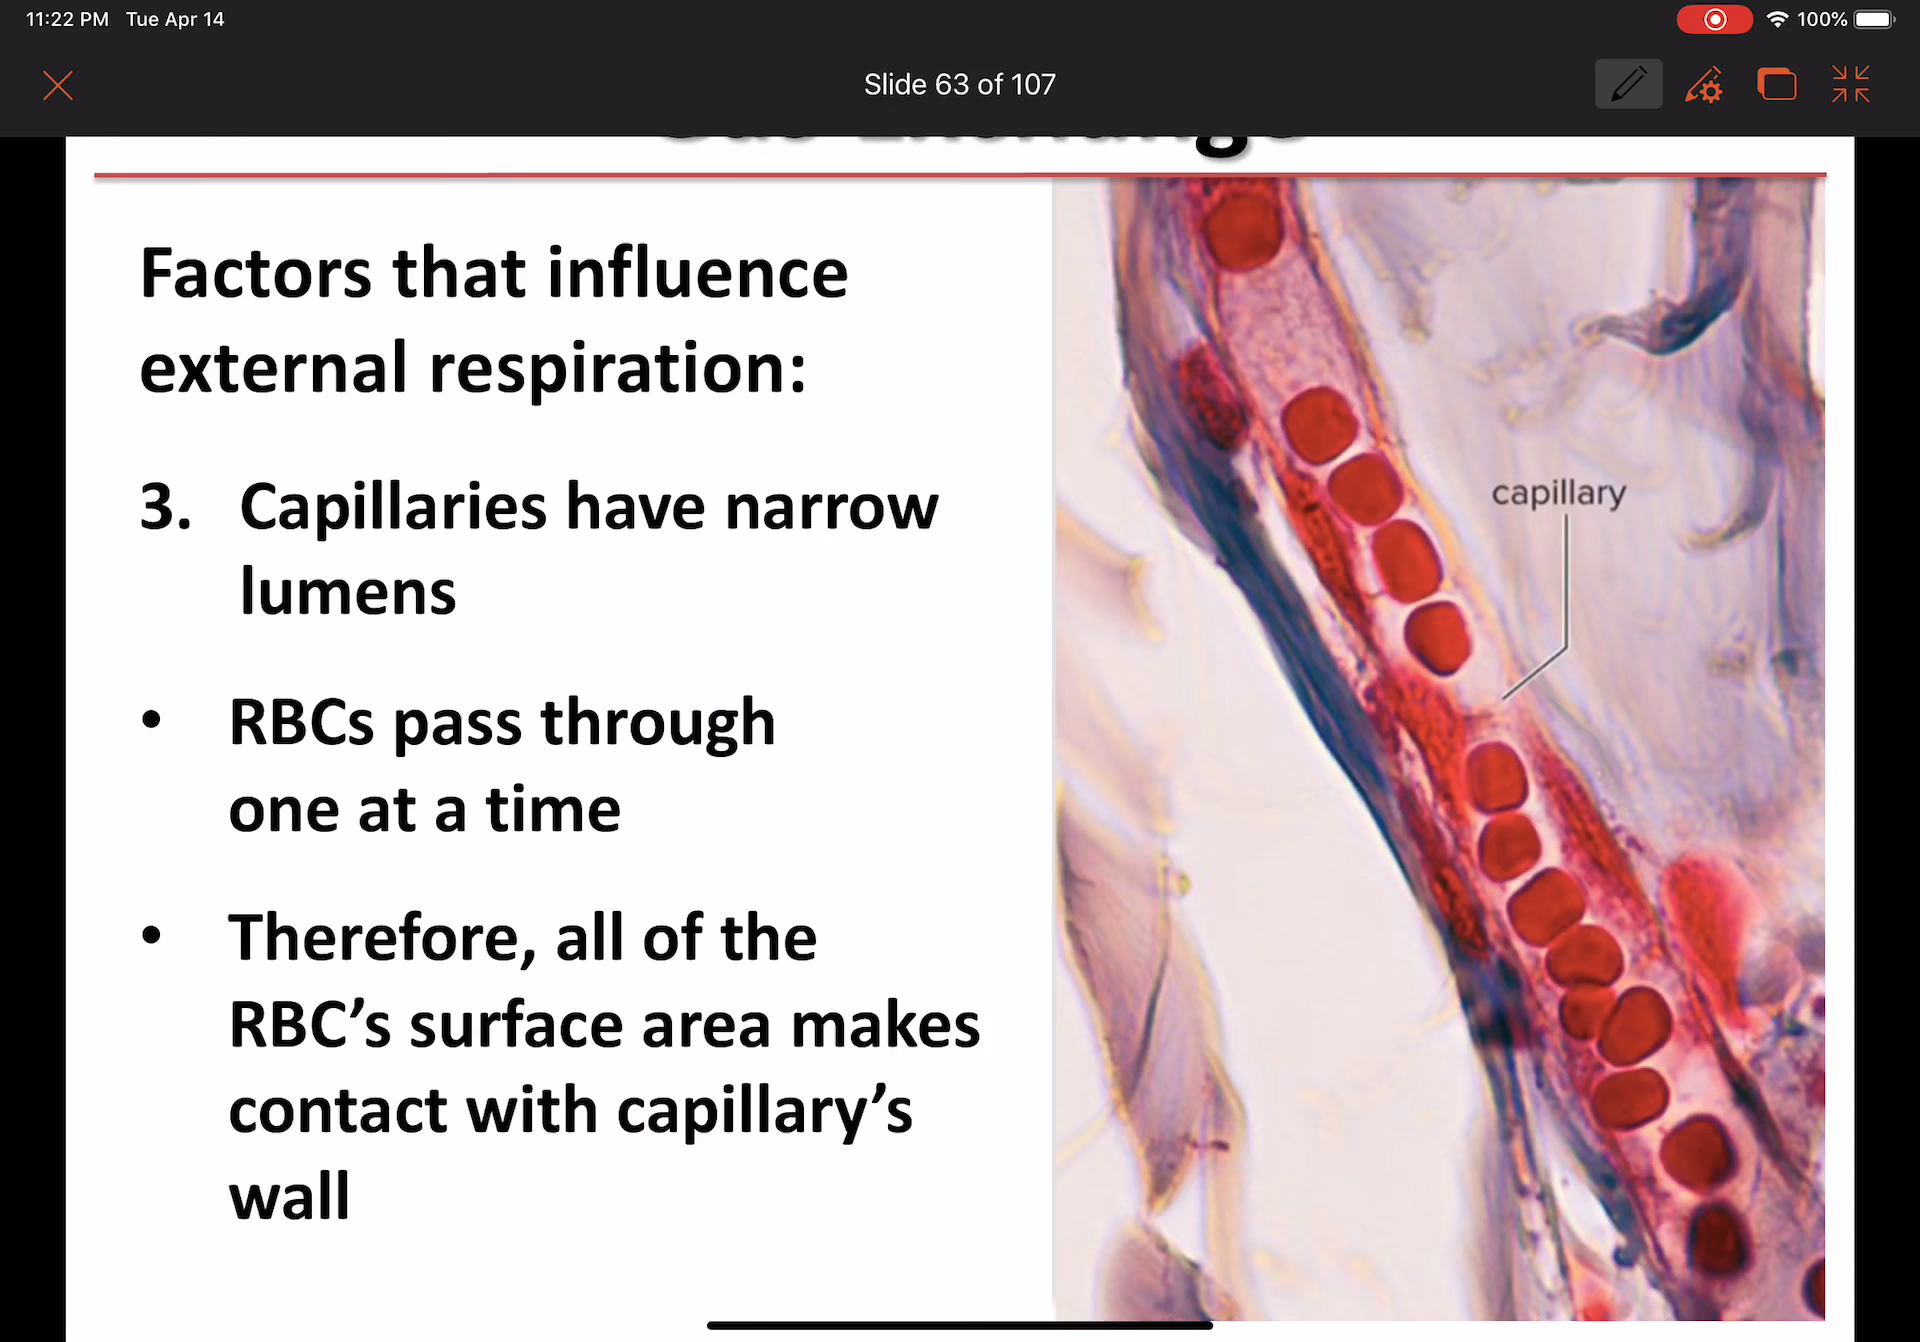 11:22 PM Tue Apr 14
100%
Slide 63 of 107
Factors that influence
external respiration:
3. Capillaries have narrow
lumens
• RBCs pass through
one at a time
• Therefore, all of the
RBC’s surface area makes
contact with capillary’s
wall
capillary